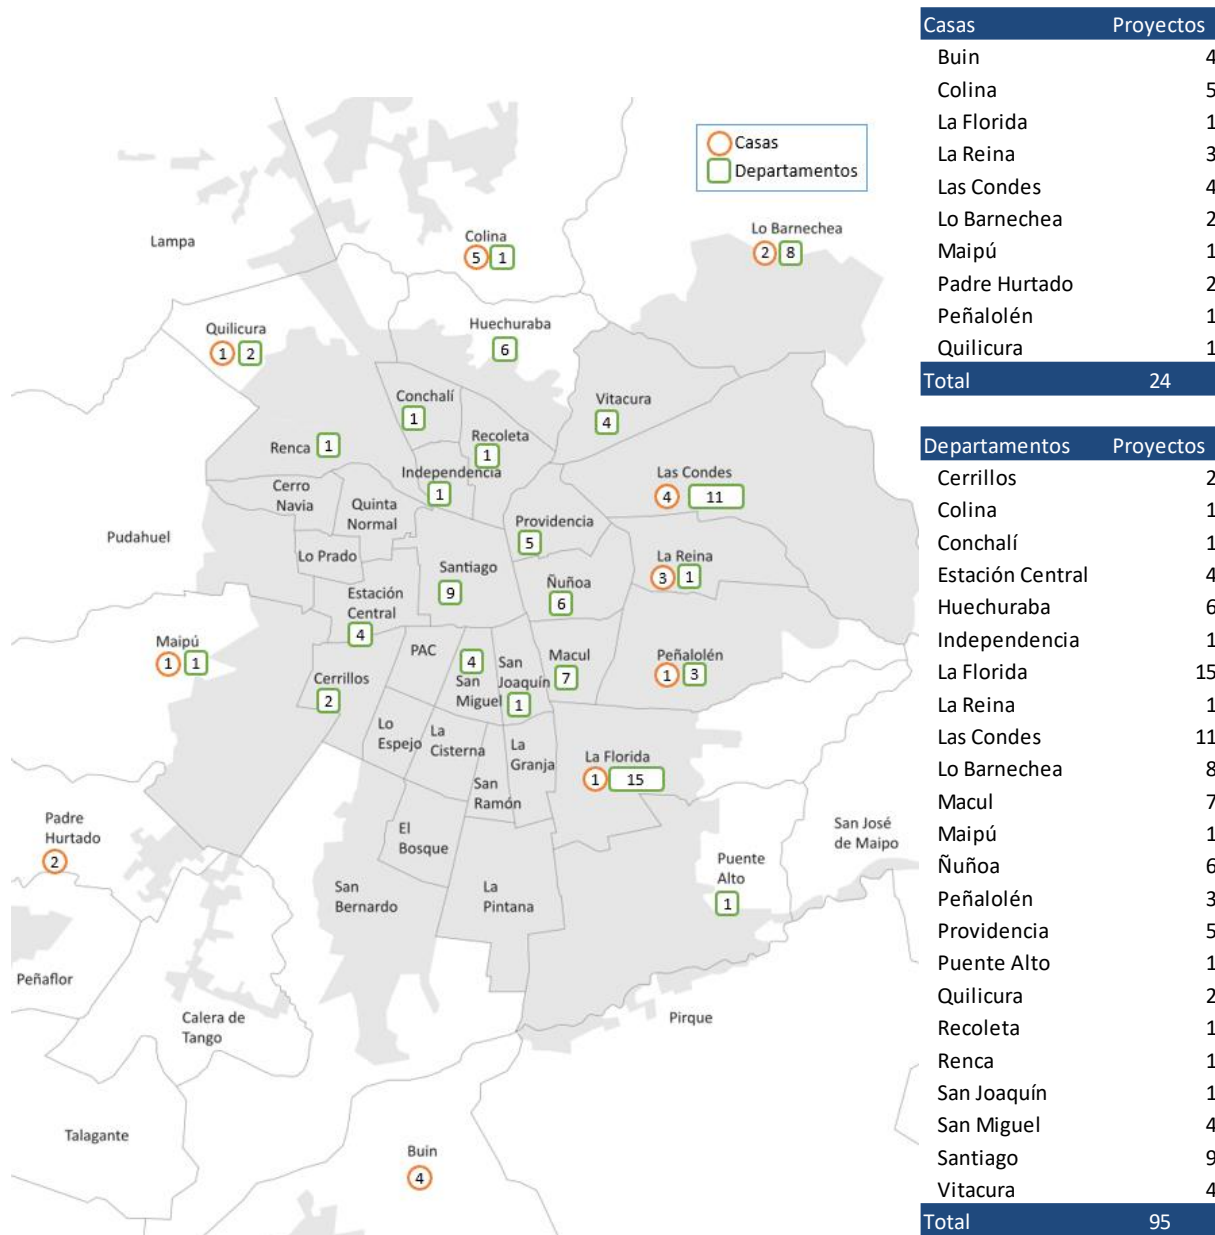 Casas Proyectos
Buin 4
Colina 5
La Florida 1
La Reina 3
Las Condes 4
Lo Barnechea 2
Maipú 1
Padre Hurtado 2
Peñalolén 1
Quilicura 1
Total 24
Departamentos Proyectos
Cerrillos 2
Colina 1
Conchalí 1
Estación Central 4
Huechuraba 6
Independencia 1
La Florida 15
La Reina 1
Las Condes 11
Lo Barnechea 8
Macul 7
Maipú 1
Ñuñoa 6
Peñalolén 3
Providencia 5
Puente Alto 1
Quilicura 2
Recoleta 1
Renca 1
San Joaquín 1
San Miguel 4
Santiago 9
Vitacura 4
Total 95
Casas
Departamentos
Lampa
Colina
5 1
Lo Barnechea
2 8
Quilicura
1 2
Huechuraba
6
Conchalí
1
Vitacura
4
Recoleta
1
Renca 1
Independencia
1
Las Condes
4 11
Cerro
Navia
Quinta
Normal
Pudahuel
Providencia
5
Lo Prado
Santiago
9
La Reina
3 1
Ñuñoa
6
Estación
Central
4
Maipú
1 1
PAC
4
San
Miguel
San
Joaquín
1
Macul
7
Peñalolén
1 3
Cerrillos
2
Lo
Espejo
La
Cisterna
La
Granja
La Florida
1 15
San
Ramón
Padre
Hurtado
2
El
Bosque
San José
de Maipo
Puente
Alto
1
San
Bernardo
La
Pintana
Peñaflor
Calera de
Tango
Pirque
Talagante
Buin
4